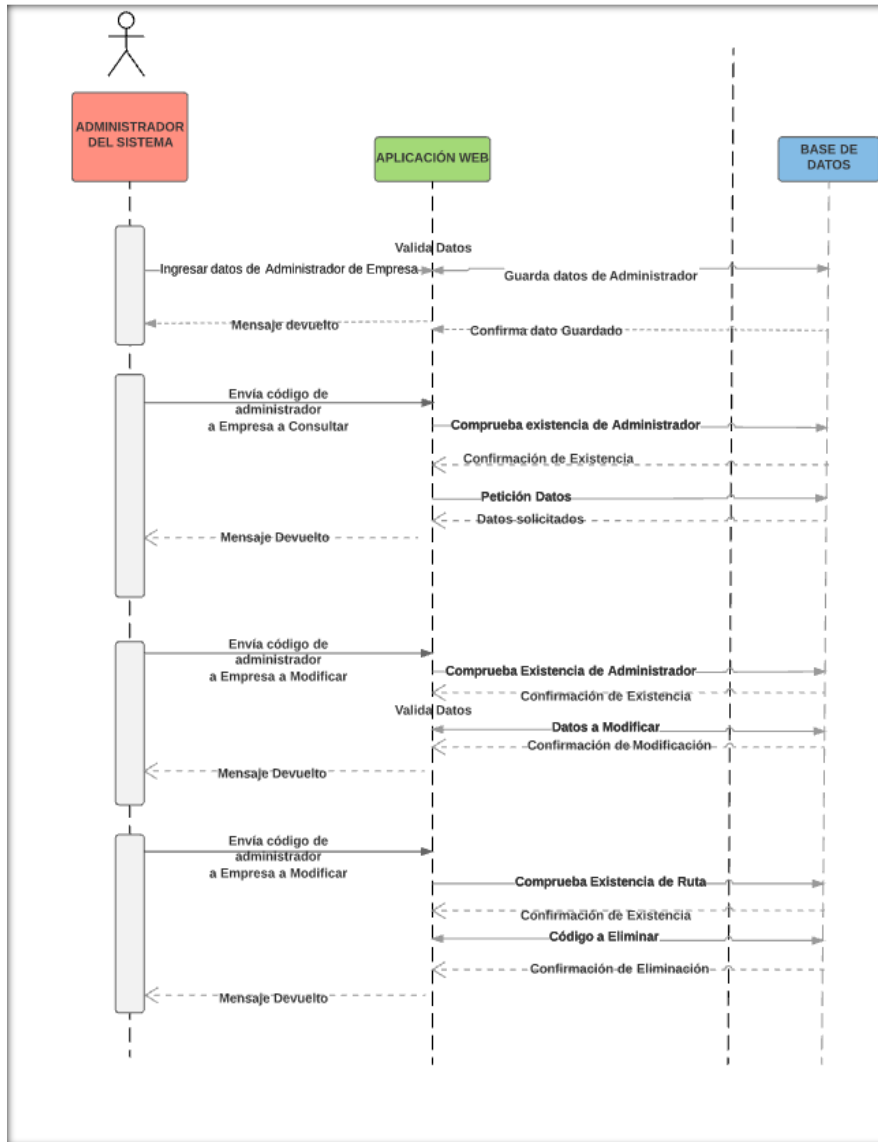 ADMINISTRADOR
DEL SISTEMA
APLICACIÓN WEB
BASE DE
DATOS
Valida Datos
Ingresar datos de Administrador de Empresa
Guarda datos de Administrador
Mensaje devuelto
Confirma dato Guardado
Envía código de
administrador
a Empresa a Consultar
Comprueba existencia de Administrador
Confirmación de Existencia
Petición Datos
Datos solicitados
Mensaje Devuelto
Envía código de
administrador
a Empresa a Modificar
Comprueba Existencia de Administrador
Confirmación de Existencia
Valida Datos
Datos a Modificar
Confirmación de Modificación
Mensaje Devuelto
Envía código de
administrador
a Empresa a Modificar
Comprueba Existencia de Ruta
Confirmación de Existencia
Código a Eliminar
Confirmación de Eliminación
Mensaje Devuelto